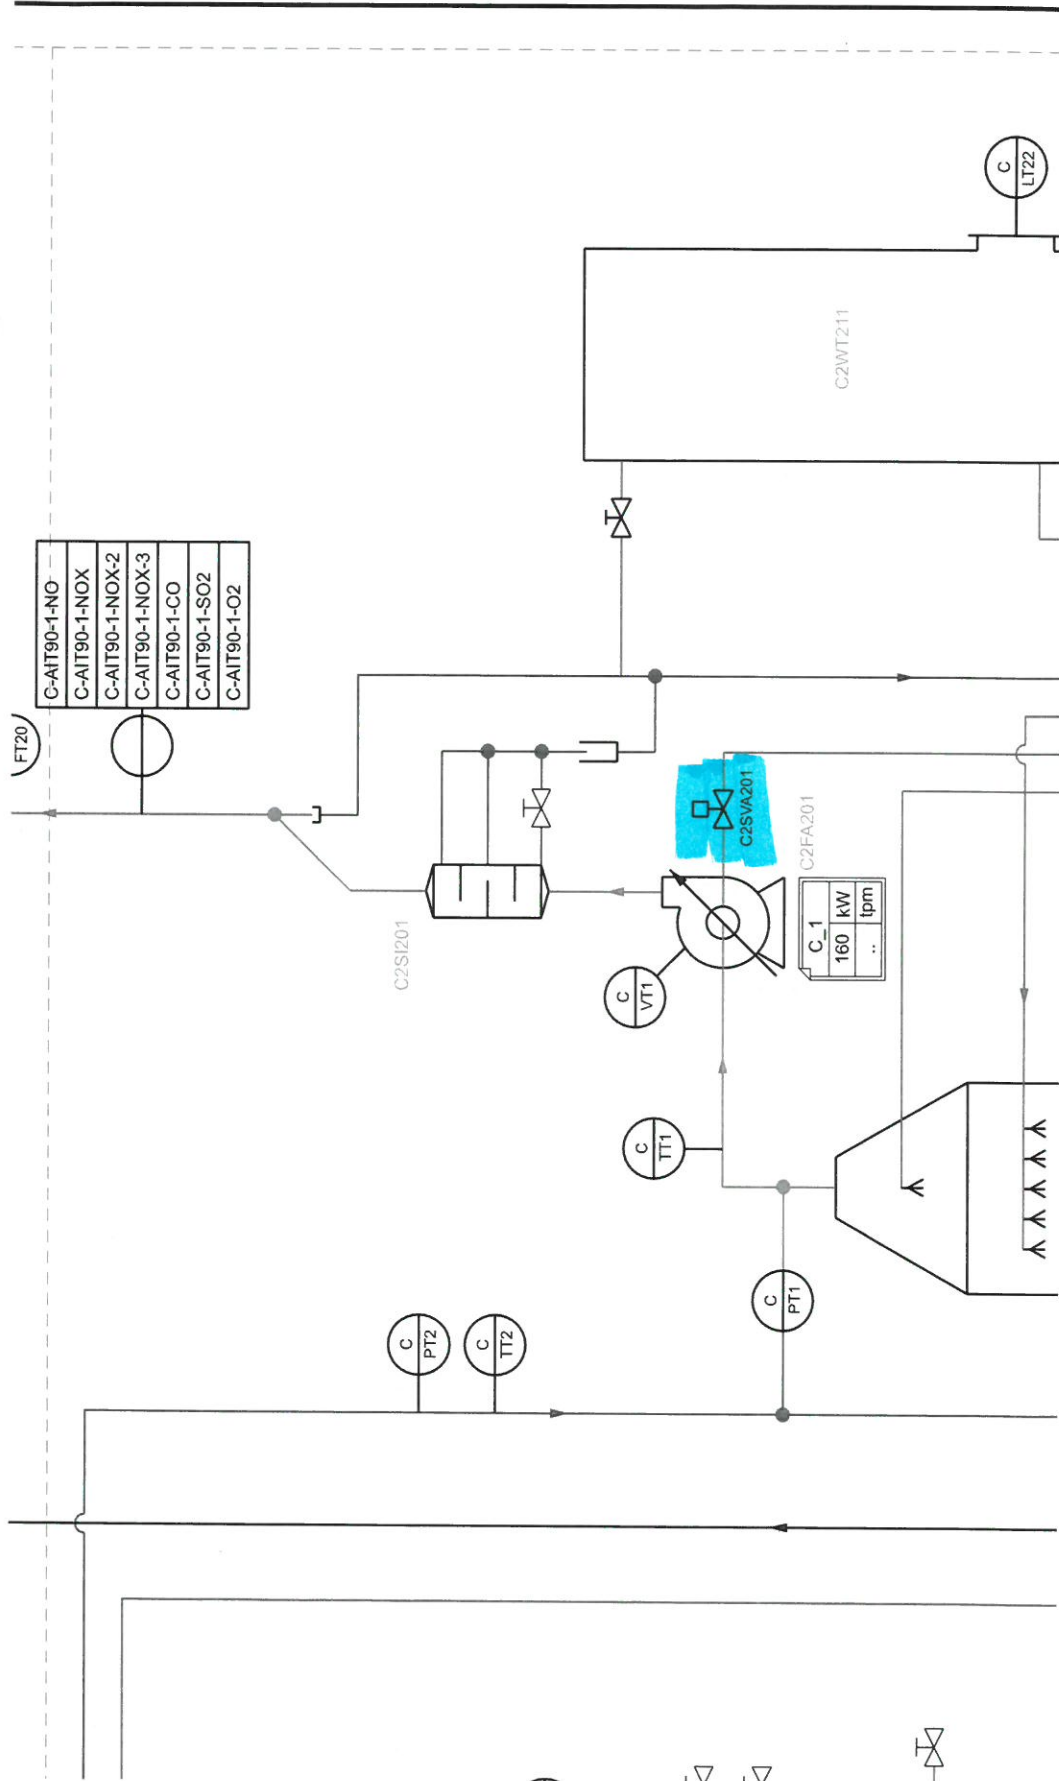 FT20
C-AIT90-1-NO
C-AIT90-1-NOX
C-AIT90-1-NOX-2
C-AIT90-1-NOX-3
C-AIT90-1-CO
C-AIT90-1-SO2
C-AIT90-1-O2
C
LT22
C2WT211
C2SI201
C2SVA201
C2FA201
C_1
160 kW
.. tpm
C
VT1
C
TT1
C
PT1
C
PT2
C
TT2